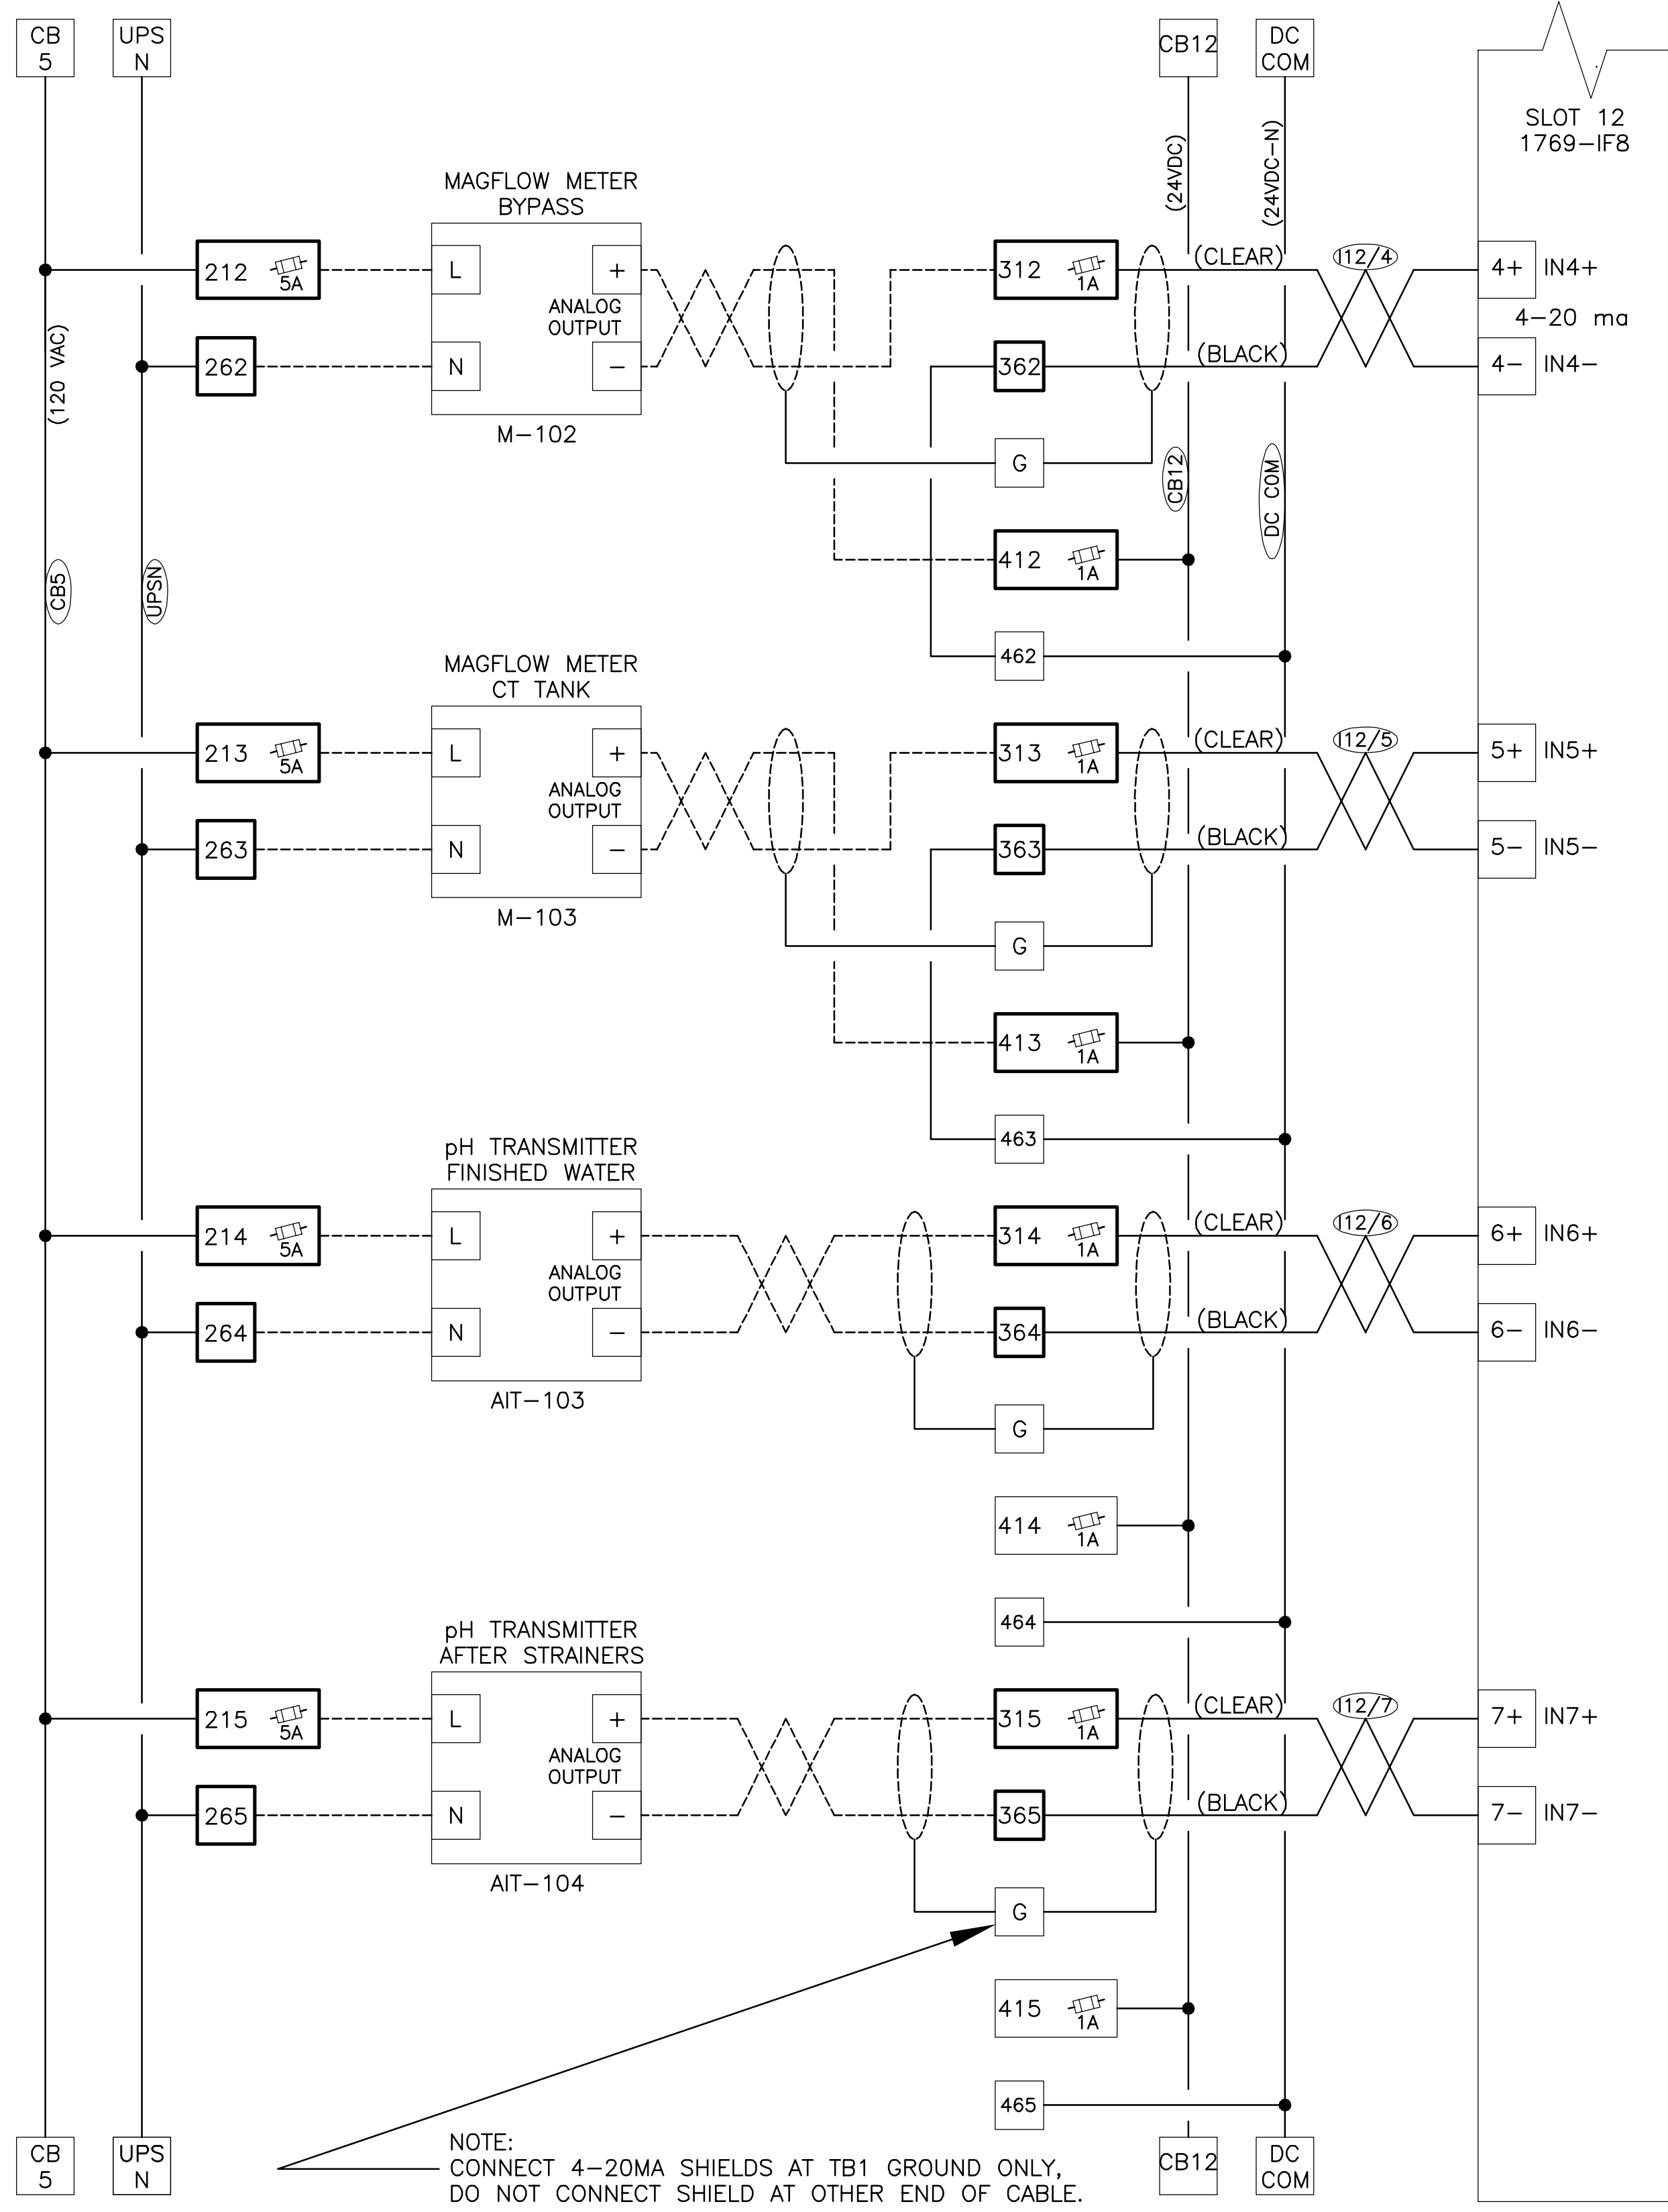 CB
5
UPS
N
CB12
DC
COM
SLOT 12
1769-IF8
(24VDC)
(24VDC-N)
(120 VAC)
CB5
UPSN
CB12
DC COM
MAGFLOW METER
BYPASS
212
5A
L
+
ANALOG
OUTPUT
312
1A
(CLEAR)
I12/4
4+
IN4+
4-20 ma
262
N
-
362
(BLACK)
4-
IN4-
M-102
G
412
1A
462
MAGFLOW METER
CT TANK
213
5A
L
+
ANALOG
OUTPUT
313
1A
(CLEAR)
I12/5
5+
IN5+
263
N
-
363
(BLACK)
5-
IN5-
M-103
G
413
1A
463
pH TRANSMITTER
FINISHED WATER
214
5A
L
+
ANALOG
OUTPUT
314
1A
(CLEAR)
I12/6
6+
IN6+
264
N
-
364
(BLACK)
6-
IN6-
AIT-103
G
414
1A
464
pH TRANSMITTER
AFTER STRAINERS
215
5A
L
+
ANALOG
OUTPUT
315
1A
(CLEAR)
I12/7
7+
IN7+
265
N
-
365
(BLACK)
7-
IN7-
AIT-104
G
415
1A
465
CB
5
UPS
N
NOTE:
CONNECT 4-20MA SHIELDS AT TB1 GROUND ONLY,
DO NOT CONNECT SHIELD AT OTHER END OF CABLE.
CB12
DC
COM